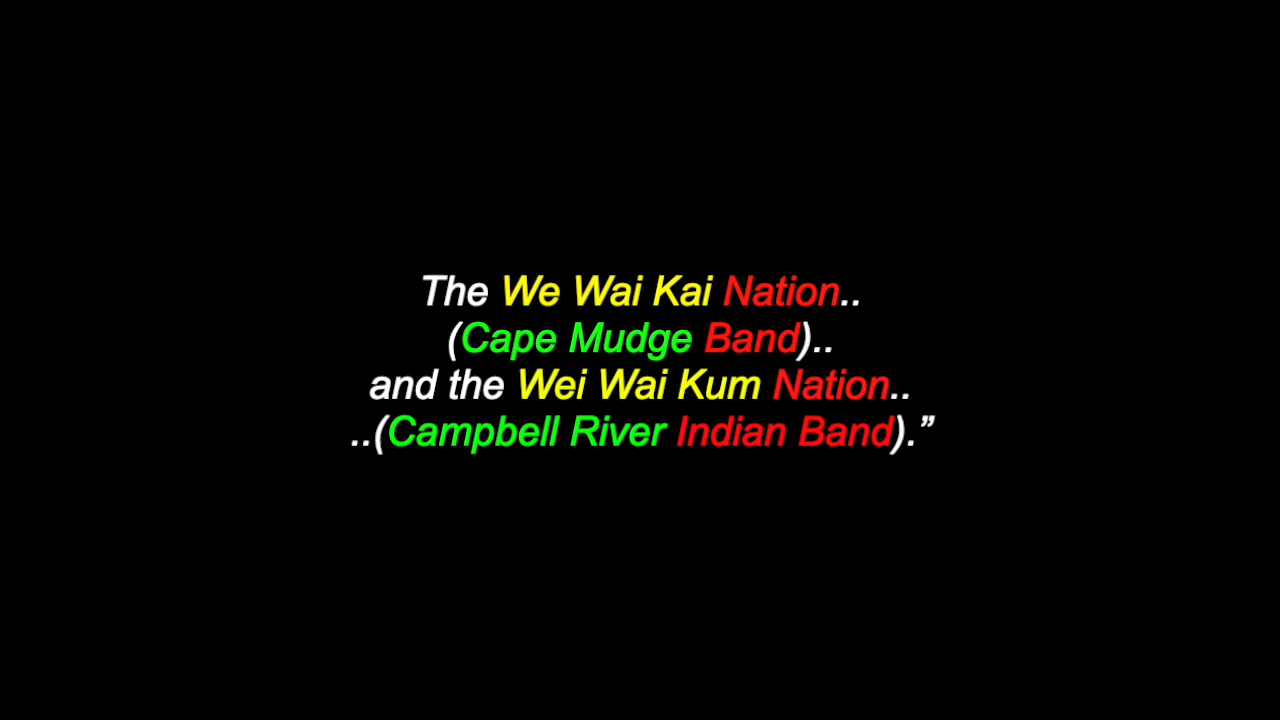 The We Wai Kai Nation..
(Cape Mudge Band)..
and the Wei Wai Kum Nation..
..(Campbell River Indian Band).”